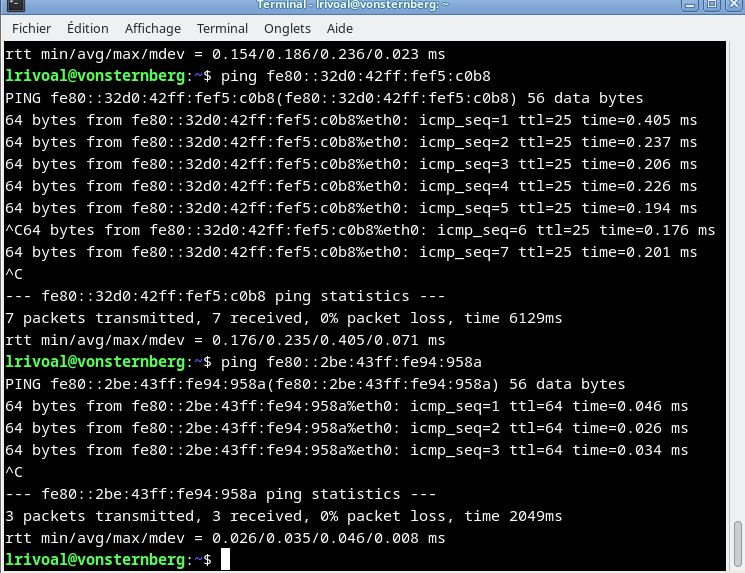 Terminal - lrivoal@vonsternberg: ~
Fichier Édition Affichage Terminal Onglets Aide
rtt min/avg/max/mdev = 0.154/0.186/0.236/0.023 ms
lrivoal@vonsternberg:~$ ping fe80::32d0:42ff:fef5:c0b8
PING fe80::32d0:42ff:fef5:c0b8(fe80::32d0:42ff:fef5:c0b8) 56 data bytes
64 bytes from fe80::32d0:42ff:fef5:c0b8%eth0: icmp_seq=1 ttl=25 time=0.405 ms
64 bytes from fe80::32d0:42ff:fef5:c0b8%eth0: icmp_seq=2 ttl=25 time=0.237 ms
64 bytes from fe80::32d0:42ff:fef5:c0b8%eth0: icmp_seq=3 ttl=25 time=0.206 ms
64 bytes from fe80::32d0:42ff:fef5:c0b8%eth0: icmp_seq=4 ttl=25 time=0.226 ms
64 bytes from fe80::32d0:42ff:fef5:c0b8%eth0: icmp_seq=5 ttl=25 time=0.194 ms
^C64 bytes from fe80::32d0:42ff:fef5:c0b8%eth0: icmp_seq=6 ttl=25 time=0.176 ms
64 bytes from fe80::32d0:42ff:fef5:c0b8%eth0: icmp_seq=7 ttl=25 time=0.201 ms
^C
--- fe80::32d0:42ff:fef5:c0b8 ping statistics ---
7 packets transmitted, 7 received, 0% packet loss, time 6129ms
rtt min/avg/max/mdev = 0.176/0.235/0.405/0.071 ms
lrivoal@vonsternberg:~$ ping fe80::2be:43ff:fe94:958a
PING fe80::2be:43ff:fe94:958a(fe80::2be:43ff:fe94:958a) 56 data bytes
64 bytes from fe80::2be:43ff:fe94:958a%eth0: icmp_seq=1 ttl=64 time=0.046 ms
64 bytes from fe80::2be:43ff:fe94:958a%eth0: icmp_seq=2 ttl=64 time=0.026 ms
64 bytes from fe80::2be:43ff:fe94:958a%eth0: icmp_seq=3 ttl=64 time=0.034 ms
^C
--- fe80::2be:43ff:fe94:958a ping statistics ---
3 packets transmitted, 3 received, 0% packet loss, time 2049ms
rtt min/avg/max/mdev = 0.026/0.035/0.046/0.008 ms
lrivoal@vonsternberg:~$